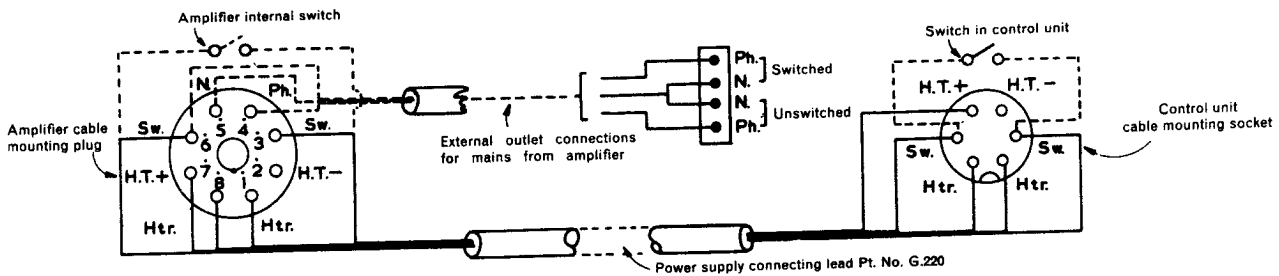 Amplifier internal switch
Amplifier cable
mounting plug
N.
Ph.
Sw.
Sw.
5
4
6
3
7
2
8
1
H.T.+
H.T.–
Htr.
Htr.
Ph.
N.
Switched
N.
Ph.
Unswitched
External outlet connections
for mains from amplifier
Switch in control unit
H.T.+
H.T.–
Control unit
cable mounting socket
Sw.
Sw.
Htr.
Htr.
Power supply connecting lead Pt. No. G.220